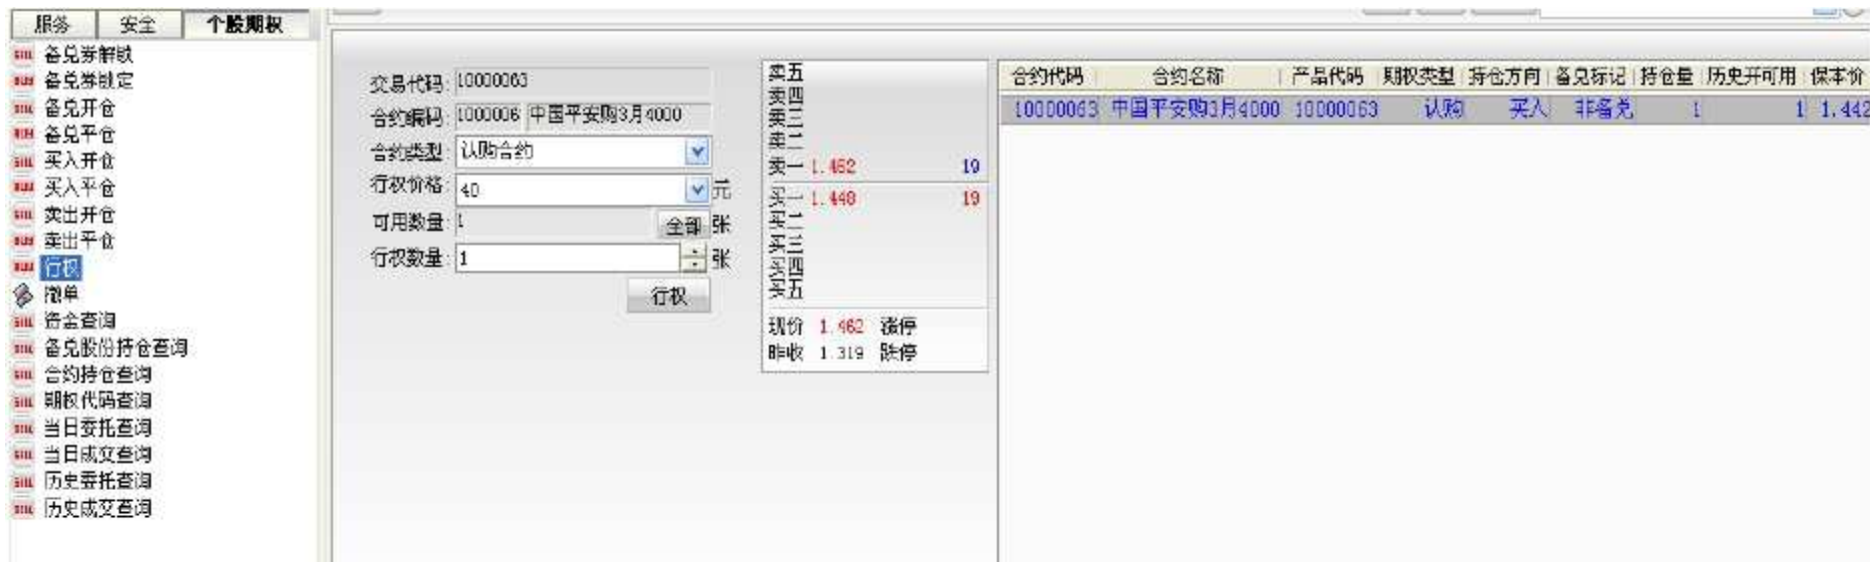 服务 安全 个股期权
备兑券解锁
备兑券锁定
备兑开仓
备兑平仓
买入开仓
买入平仓
卖出开仓
卖出平仓
行权
撤单
资金查询
备兑股份持仓查询
合约持仓查询
期权代码查询
当日委托查询
当日成交查询
历史委托查询
历史成交查询
交易代码: 10000063
合约编码: 1000006 中国平安购3月4000
合约类型: 认购合约
行权价格: 40 元
可用数量: 1 全部 张
行权数量: 1 张
行权
卖五
卖四
卖三
卖二
卖一 1.462 19
买一 1.448 19
买二
买三
买四
买五
现价 1.462 涨停
昨收 1.319 跌停
合约代码 合约名称 产品代码 期权类型 持仓方向 备兑标记 持仓量 历史开可用 保本价
10000063 中国平安购3月4000 10000063 认购 买入 非备兑 1 1 1.442